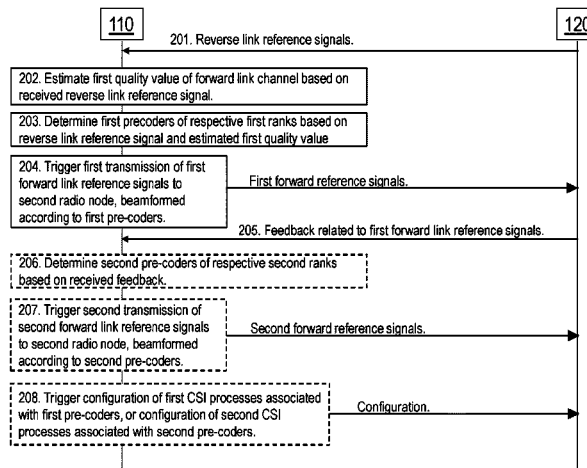 110
120
201. Reverse link reference signals.
202. Estimate first quality value of forward link channel based on
received reverse link reference signal.
203. Determine first precoders of respective first ranks based on
reverse link reference signal and estimated first quality value
204. Trigger first transmission of first
forward link reference signals to
second radio node, beamformed
according to first pre-coders.
First forward reference signals.
205. Feedback related to first forward link reference signals.
206. Determine second pre-coders of respective second ranks
based on received feedback.
207. Trigger second transmission of
second forward link reference signals
to second radio node, beamformed
according to second pre-coders.
Second forward reference signals.
208. Trigger configuration of first CSI processes associated
with first pre-coders, or configuration of second CSI
processes associated with second pre-coders.
Configuration.